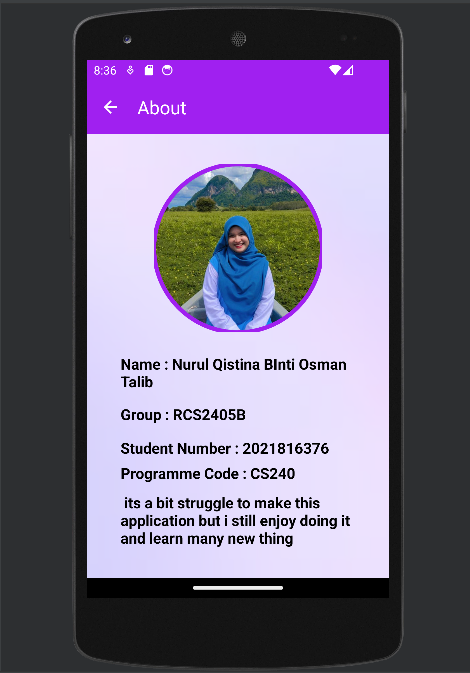 8:36
About
Name : Nurul Qistina BInti Osman
Talib
Group : RCS2405B
Student Number : 2021816376
Programme Code : CS240
its a bit struggle to make this
application but i still enjoy doing it
and learn many new thing